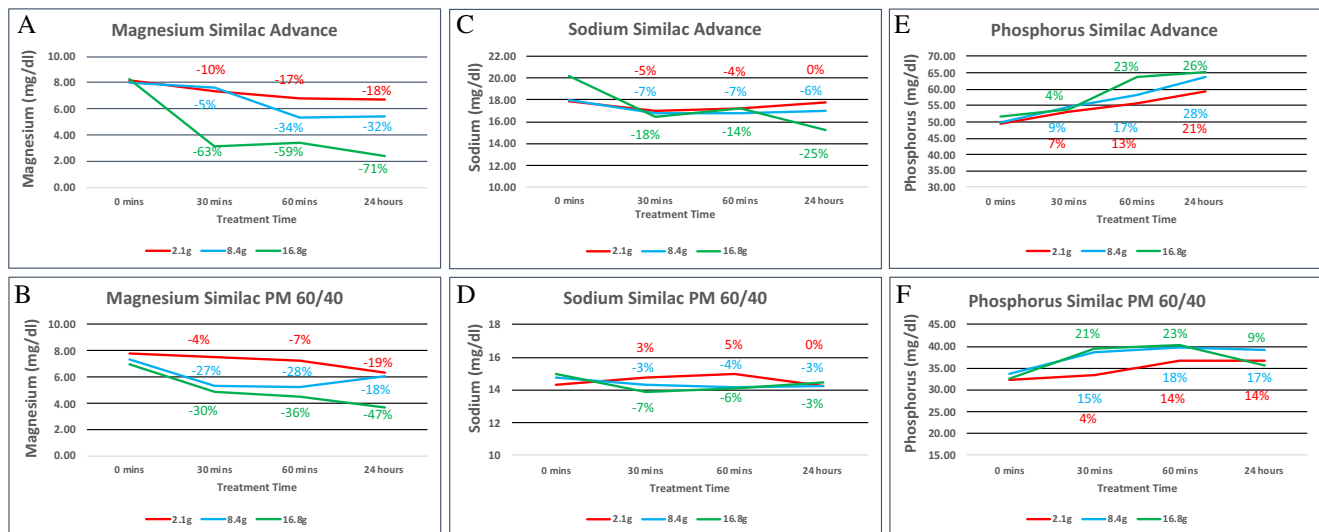 A
Magnesium Similac Advance
Magnesium (mg/dl)
10.00
8.00
6.00
4.00
2.00
0.00
-10%
-17%
-18%
-5%
-34%
-32%
-63%
-59%
-71%
0 mins 30 mins 60 mins 24 hours
Treatment Time
2.1g 8.4g 16.8g
C
Sodium Similac Advance
Sodium (mg/dl)
22.00
20.00
18.00
16.00
14.00
12.00
10.00
-5%
-4%
0%
-7%
-7%
-6%
-18%
-14%
-25%
0 mins 30 mins 60 mins 24 hours
Treatment Time
2.1g 8.4g 16.8g
E
Phosphorus Similac Advance
Phosphorus (mg/dl)
70.00
65.00
60.00
55.00
50.00
45.00
40.00
35.00
30.00
4%
23%
26%
9%
17%
28%
7%
13%
21%
0 mins 30 mins 60 mins 24 hours
Treatment Time
2.1g 8.4g 16.8g
B
Magnesium Similac PM 60/40
Magnesium (mg/dl)
10.00
8.00
6.00
4.00
2.00
0.00
-4%
-7%
-19%
-27%
-28%
-18%
-30%
-36%
-47%
0 mins 30 mins 60 mins 24 hours
Treatment Time
2.1g 8.4g 16.8g
D
Sodium Similac PM 60/40
Sodium (mg/dl)
18
16
14
12
10
3%
5%
0%
-3%
-4%
-3%
-7%
-6%
-3%
0 mins 30 mins 60 mins 24 hours
Treatment Time
2.1g 8.4g 16.8g
F
Phosphorus Similac PM 60/40
Phosphorus (mg/dl)
45.00
40.00
35.00
30.00
25.00
20.00
15.00
21%
23%
9%
15%
18%
17%
4%
14%
14%
0 mins 30 mins 60 mins 24 hours
Treatment Time
2.1g 8.4g 16.8g